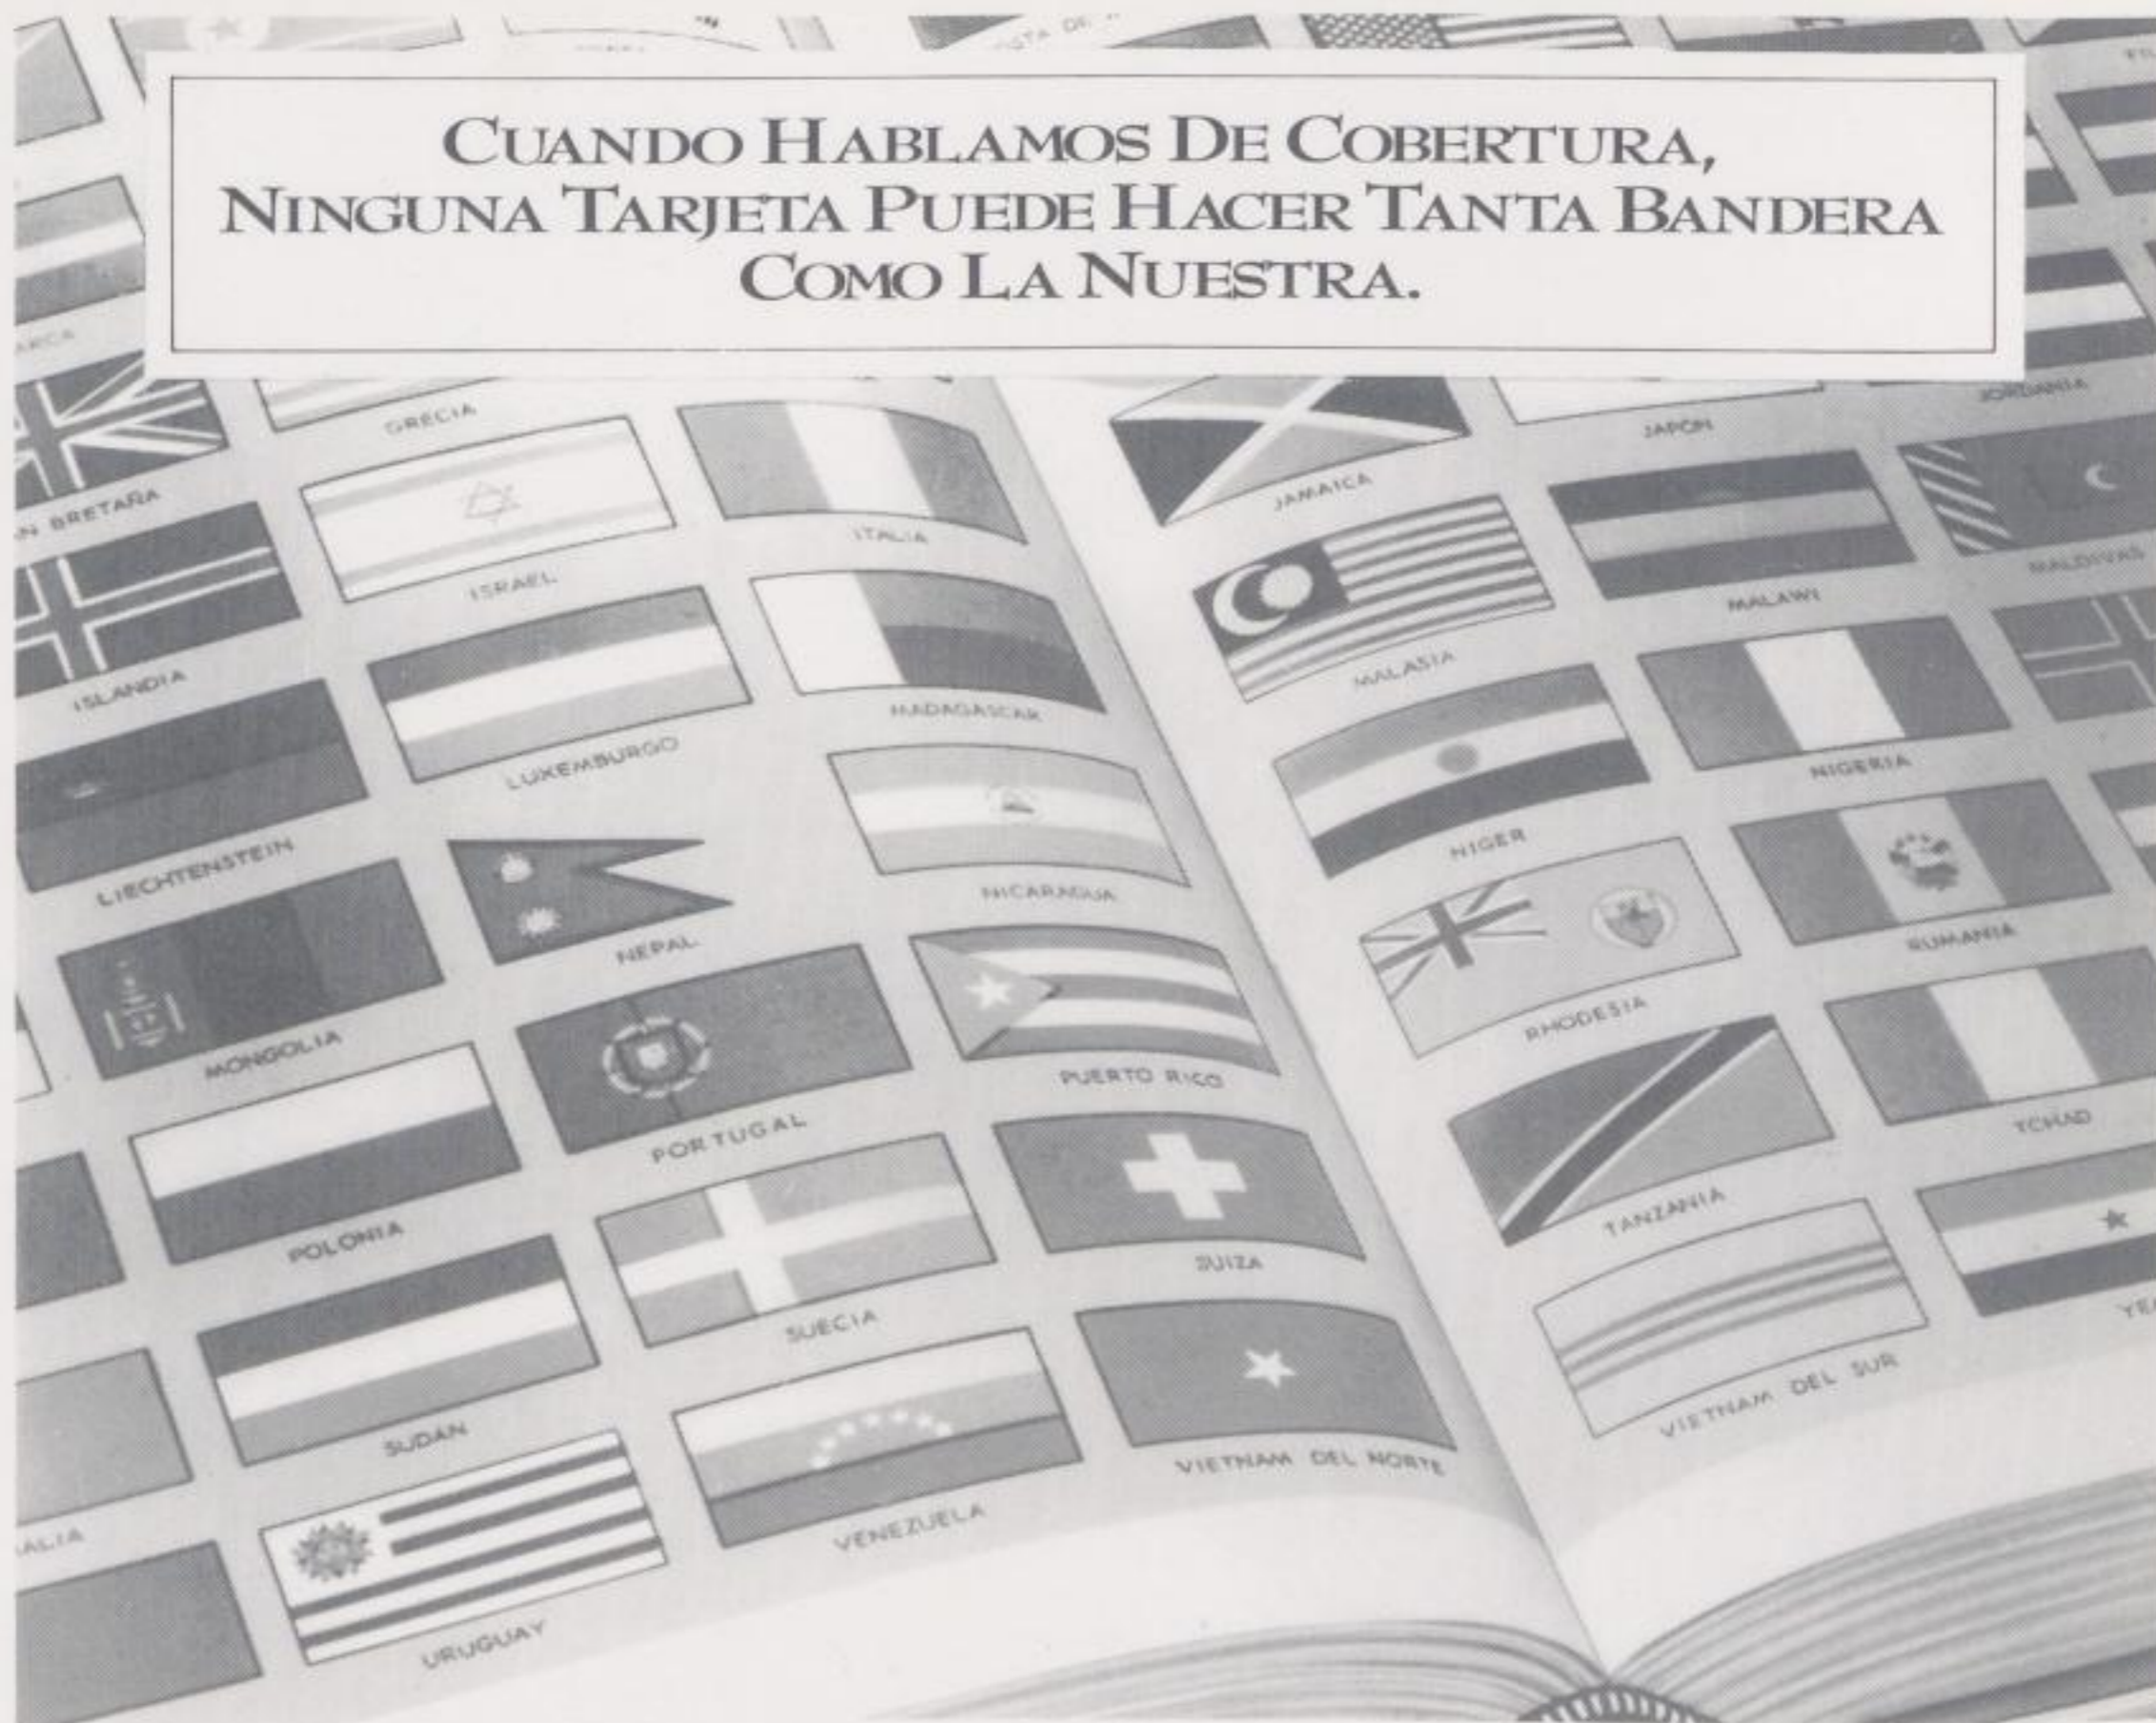 CUANDO HABLAMOS DE COBERTURA,
NINGUNA TARJETA PUEDE HACER TANTA BANDERA
COMO LA NUESTRA.
GRECIA
JAMAICA
JAPON
JORDANIA
BRETAÑA
ISRAEL
ITALIA
MALASIA
MALAWI
MALDIVAS
ISLANDIA
LUXEMBURGO
MADAGASCAR
NIGER
NIGERIA
LIECHTENSTEIN
NEPAL
NICARAGUA
RHODESIA
RUMANIA
MONGOLIA
PORTUGAL
PUERTO RICO
TANZANIA
TCHAD
POLONIA
SUECIA
SUIZA
VIETNAM DEL SUR
SUDAN
VENEZUELA
VIETNAM DEL NORTE
URUGUAY